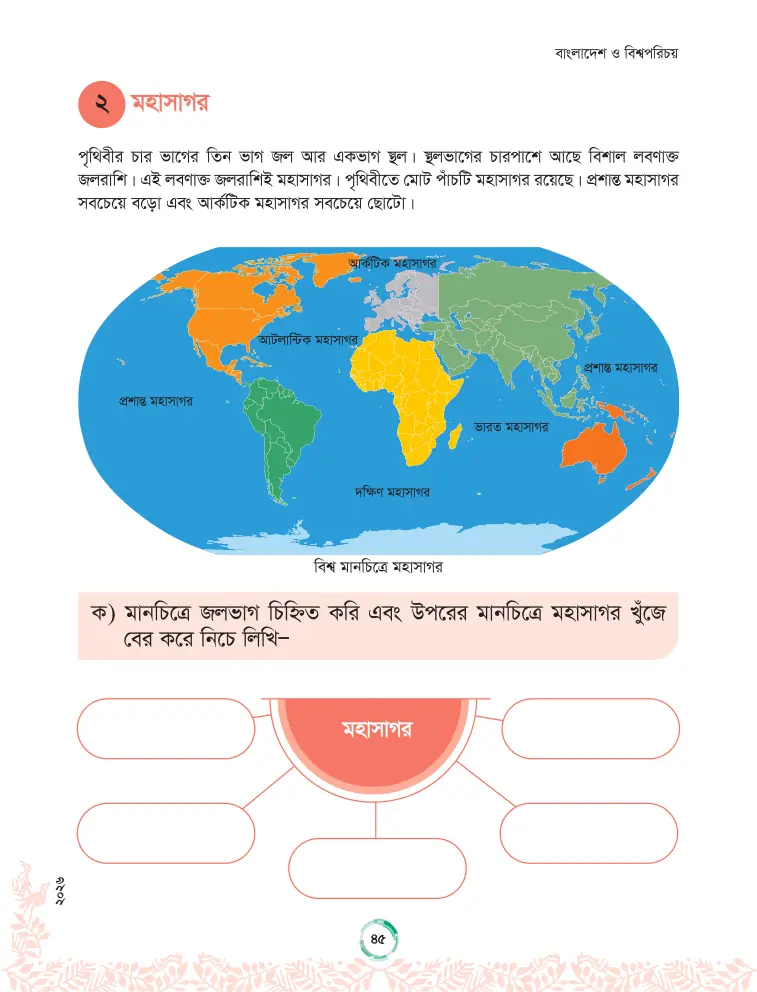 বাংলাদেশ ও বিশ্বপরিচয়
২ মহাসাগর
পৃথিবীর চার ভাগের তিন ভাগ জল আর একভাগ স্থল। স্থলভাগের চারপাশে আছে বিশাল লবণাক্ত
জলরাশি। এই লবণাক্ত জলরাশিই মহাসাগর। পৃথিবীতে মোট পাঁচটি মহাসাগর রয়েছে। প্রশান্ত মহাসাগর
সবচেয়ে বড়ো এবং আর্কটিক মহাসাগর সবচেয়ে ছোটো।
আর্কটিক মহাসাগর
আটলান্টিক মহাসাগর
প্রশান্ত মহাসাগর
প্রশান্ত মহাসাগর
ভারত মহাসাগর
দক্ষিণ মহাসাগর
বিশ্ব মানচিত্রে মহাসাগর
ক) মানচিত্রে জলভাগ চিহ্নিত করি এবং উপরের মানচিত্রে মহাসাগর খুঁজে
বের করে নিচে লিখি–
মহাসাগর
২০২৬
৪৫